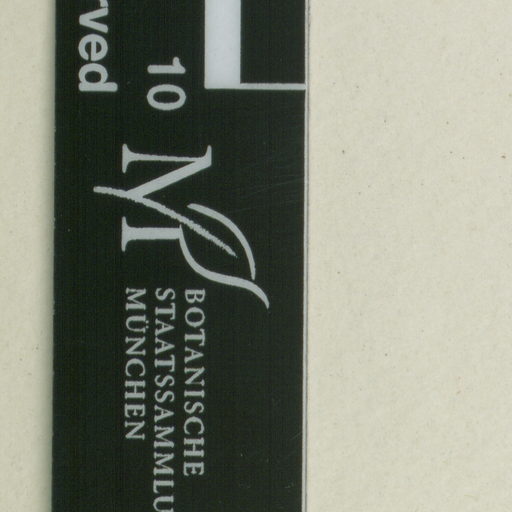 rved
10
M
BOTANISCHE
STAATSSAMMLU
MÜNCHEN